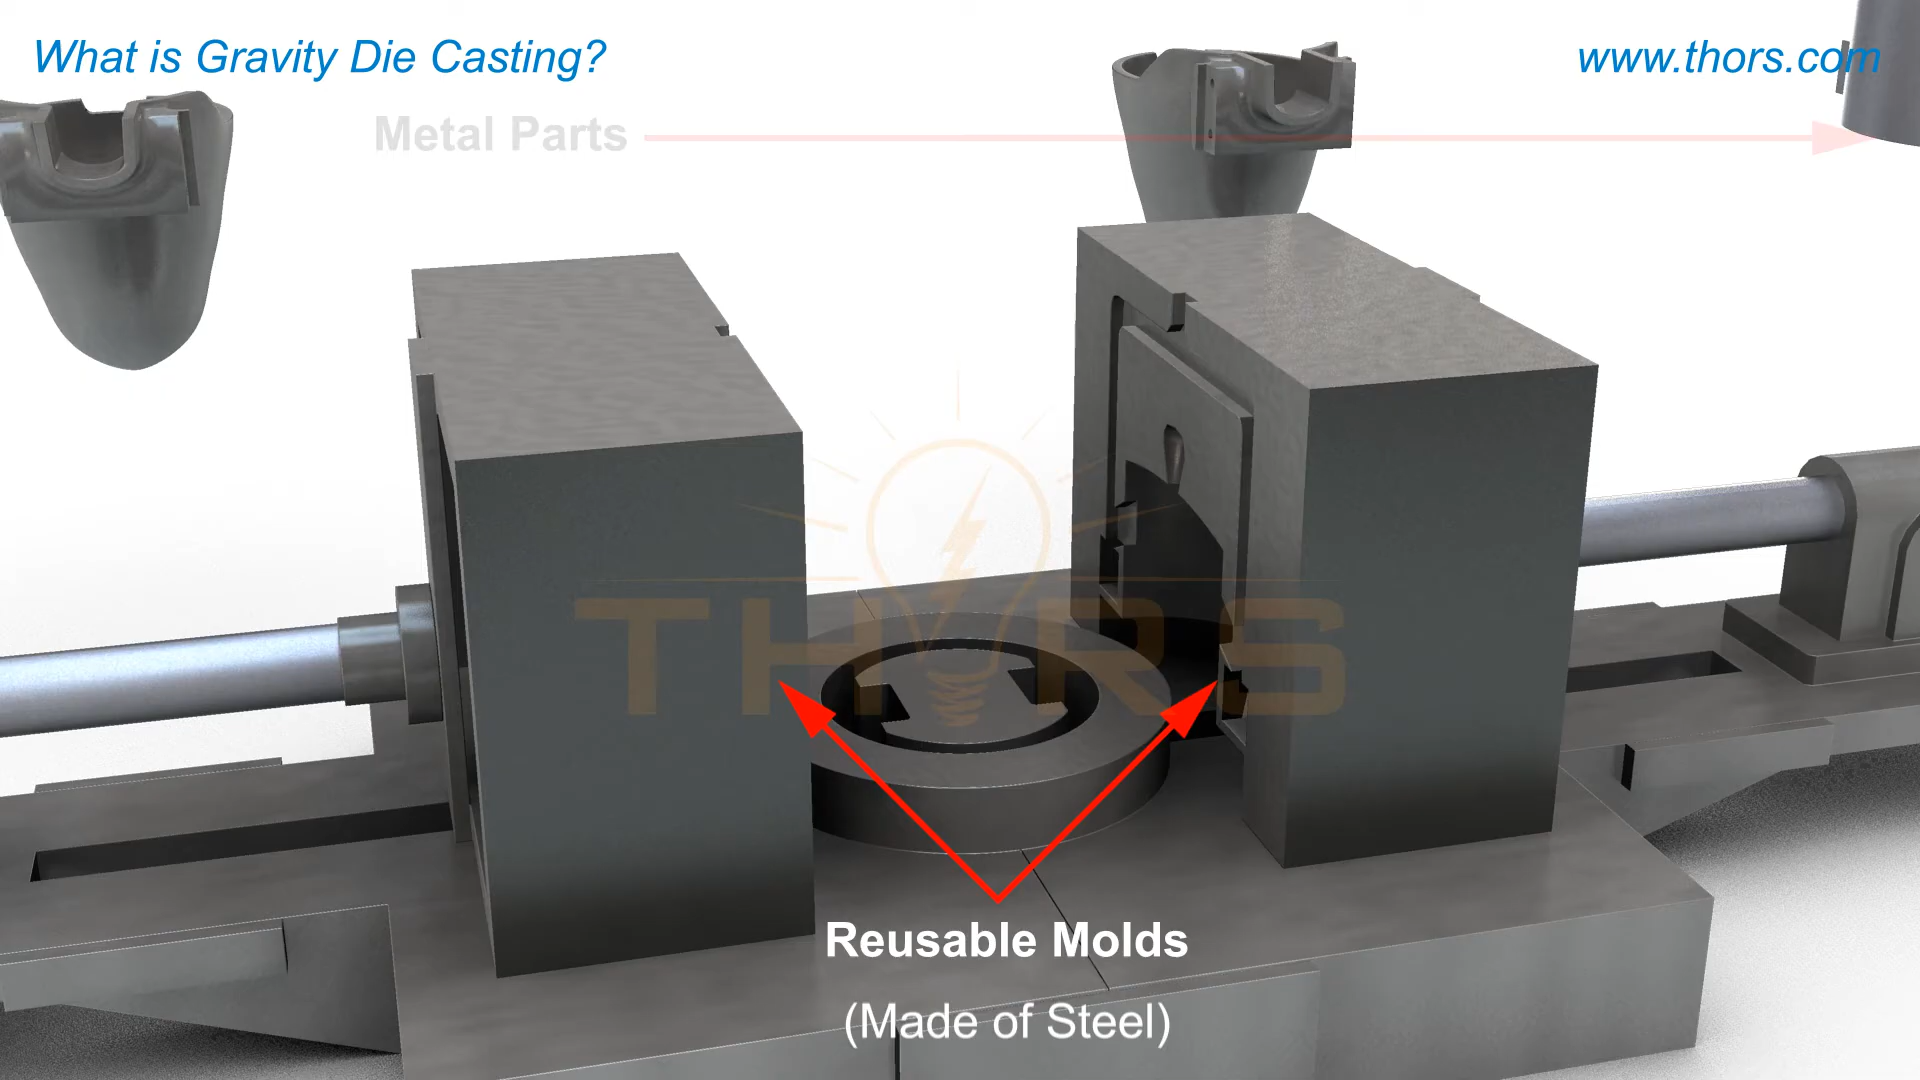 What is Gravity Die Casting?
www.thors.com
Metal Parts
THORS
Reusable Molds
(Made of Steel)